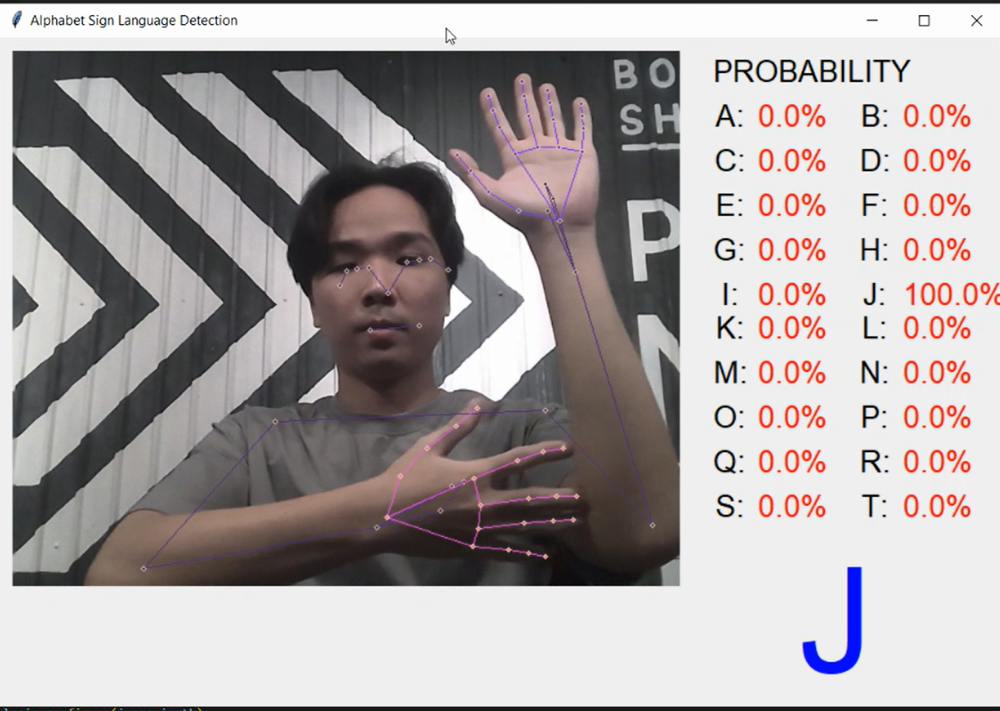 Alphabet Sign Language Detection
BO
SH
P
N
PROBABILITY
A: 0.0% B: 0.0%
C: 0.0% D: 0.0%
E: 0.0% F: 0.0%
G: 0.0% H: 0.0%
I: 0.0% J: 100.0%
K: 0.0% L: 0.0%
M: 0.0% N: 0.0%
O: 0.0% P: 0.0%
Q: 0.0% R: 0.0%
S: 0.0% T: 0.0%
J